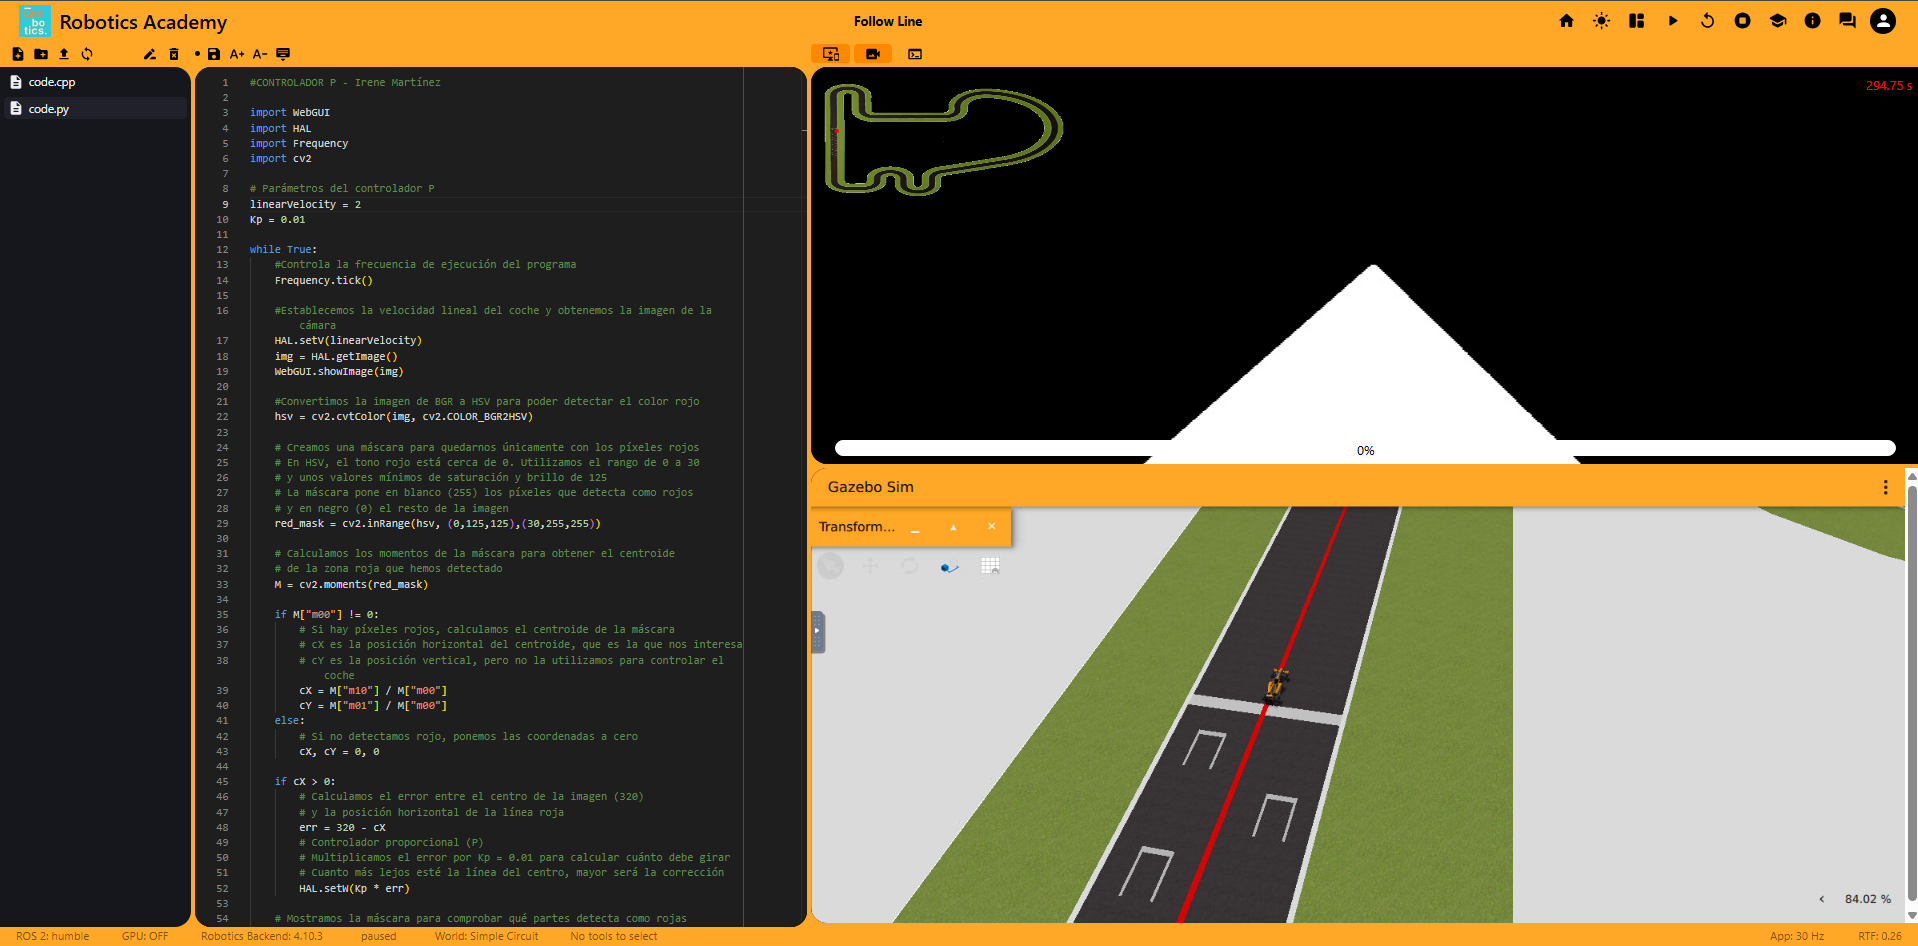 .bo
tics.
Robotics Academy
Follow Line
A+
A-
code.cpp
code.py
1 #CONTROLADOR P - Irene Martínez
2
3 import WebGUI
4 import HAL
5 import Frequency
6 import cv2
7
8 # Parámetros del controlador P
9 linearVelocity = 2
10 Kp = 0.01
11
12 while True:
13 #Controla la frecuencia de ejecución del programa
14 Frequency.tick()
15
16 #Establecemos la velocidad lineal del coche y obtenemos la imagen de la
cámara
17 HAL.setV(linearVelocity)
18 img = HAL.getImage()
19 WebGUI.showImage(img)
20
21 #Convertimos la imagen de BGR a HSV para poder detectar el color rojo
22 hsv = cv2.cvtColor(img, cv2.COLOR_BGR2HSV)
23
24 # Creamos una máscara para quedarnos únicamente con los píxeles rojos
25 # En HSV, el tono rojo está cerca de 0. Utilizamos el rango de 0 a 30
26 # y unos valores mínimos de saturación y brillo de 125
27 # La máscara pone en blanco (255) los píxeles que detecta como rojos
28 # y en negro (0) el resto de la imagen
29 red_mask = cv2.inRange(hsv, (0,125,125),(30,255,255))
30
31 # Calculamos los momentos de la máscara para obtener el centroide
32 # de la zona roja que hemos detectado
33 M = cv2.moments(red_mask)
34
35 if M["m00"] != 0:
36 # Si hay píxeles rojos, calculamos el centroide de la máscara
37 # cX es la posición horizontal del centroide, que es la que nos interesa
38 # cY es la posición vertical, pero no la utilizamos para controlar el
coche
39 cX = M["m10"] / M["m00"]
40 cY = M["m01"] / M["m00"]
41 else:
42 # Si no detectamos rojo, ponemos las coordenadas a cero
43 cX, cY = 0, 0
44
45 if cX > 0:
46 # Calculamos el error entre el centro de la imagen (320)
47 # y la posición horizontal de la línea roja
48 err = 320 - cX
49 # Controlador proporcional (P)
50 # Multiplicamos el error por Kp = 0.01 para calcular cuánto debe girar
51 # Cuanto más lejos esté la línea del centro, mayor será la corrección
52 HAL.setW(Kp * err)
53
54 # Mostramos la máscara para comprobar qué partes detecta como rojas
294.75 s
0%
Gazebo Sim
Transform...
84.02 %
ROS 2: humble
GPU: OFF
Robotics Backend: 4.10.3
paused
World: Simple Circuit
No tools to select
App: 30 Hz
RTF: 0.26